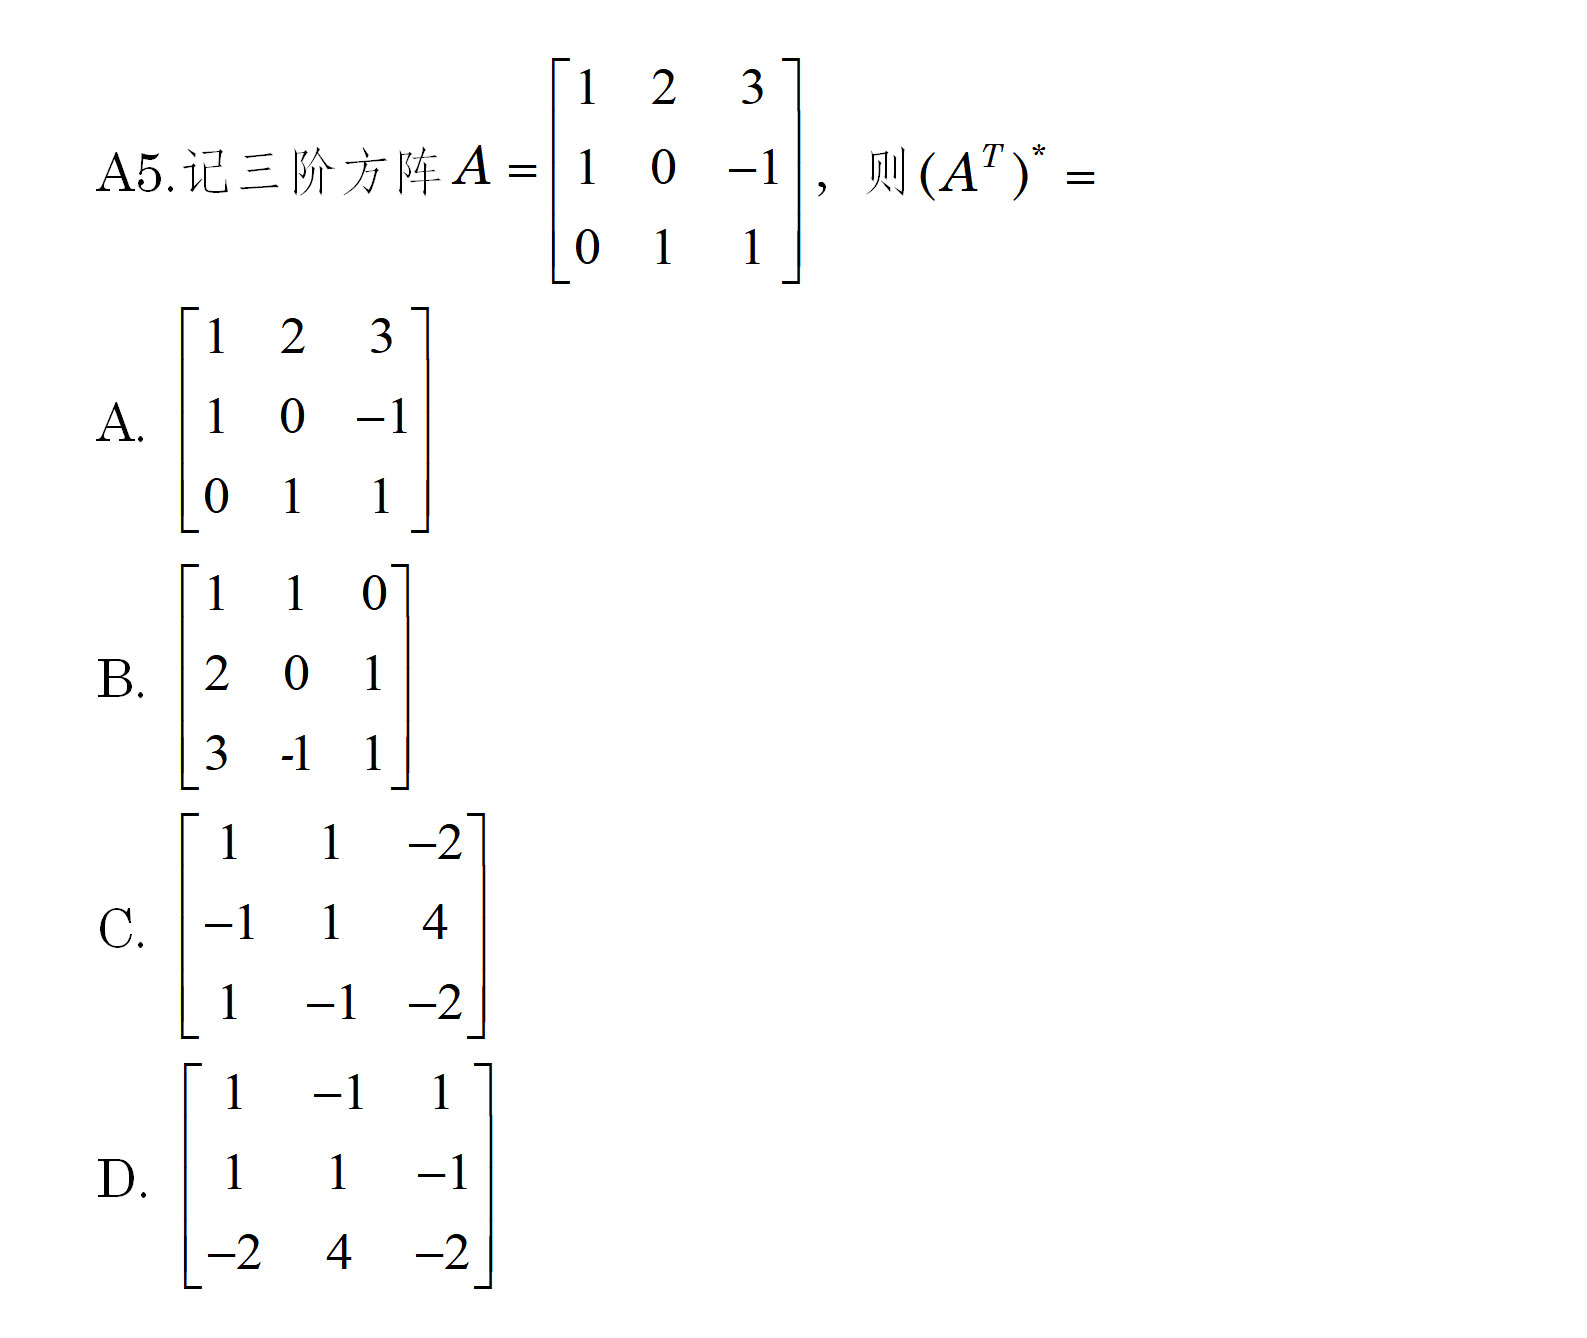 A5.记三阶方阵 $A=\begin{bmatrix}1&2&3\\1&0&-1\\0&1&1\end{bmatrix}$, 则 $(A^T)^*=$
A. $\begin{bmatrix}1&2&3\\1&0&-1\\0&1&1\end{bmatrix}$
B. $\begin{bmatrix}1&1&0\\2&0&1\\3&-1&1\end{bmatrix}$
C. $\begin{bmatrix}1&1&-2\\-1&1&4\\1&-1&-2\end{bmatrix}$
D. $\begin{bmatrix}1&-1&1\\1&1&-1\\-2&4&-2\end{bmatrix}$